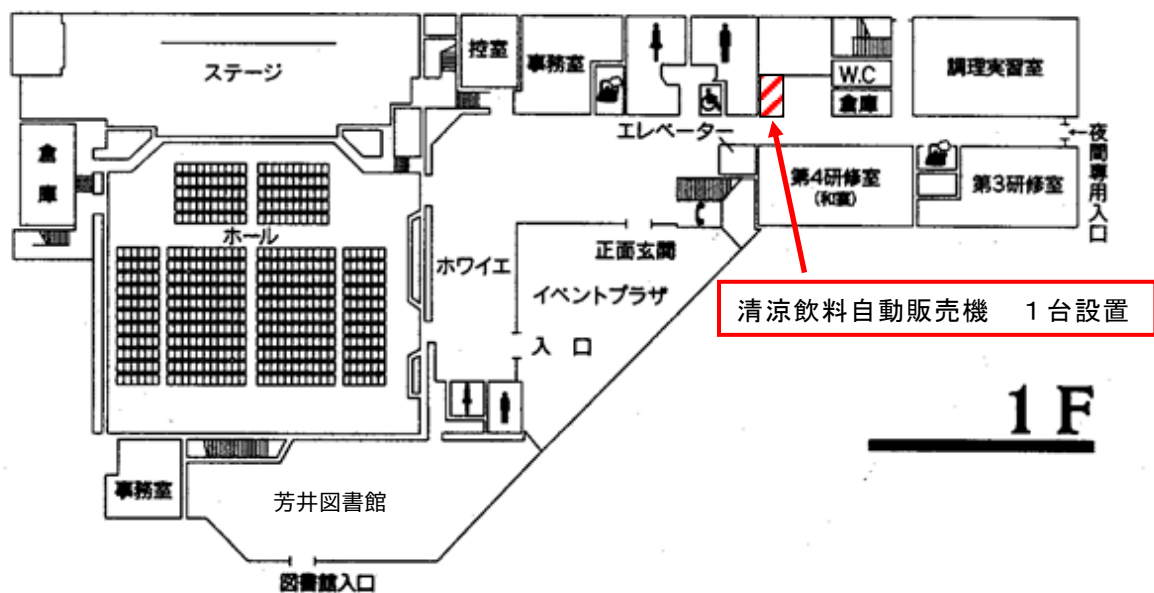 ステージ
控室
事務室
W.C
倉庫
調理実習室
エレベーター
←夜間専用入口
倉庫
第4研修室
(和室)
第3研修室
ホール
ホワイエ
正面玄関
イベントプラザ
清涼飲料自動販売機　１台設置
入口
1F
事務室
芳井図書館
図書館入口